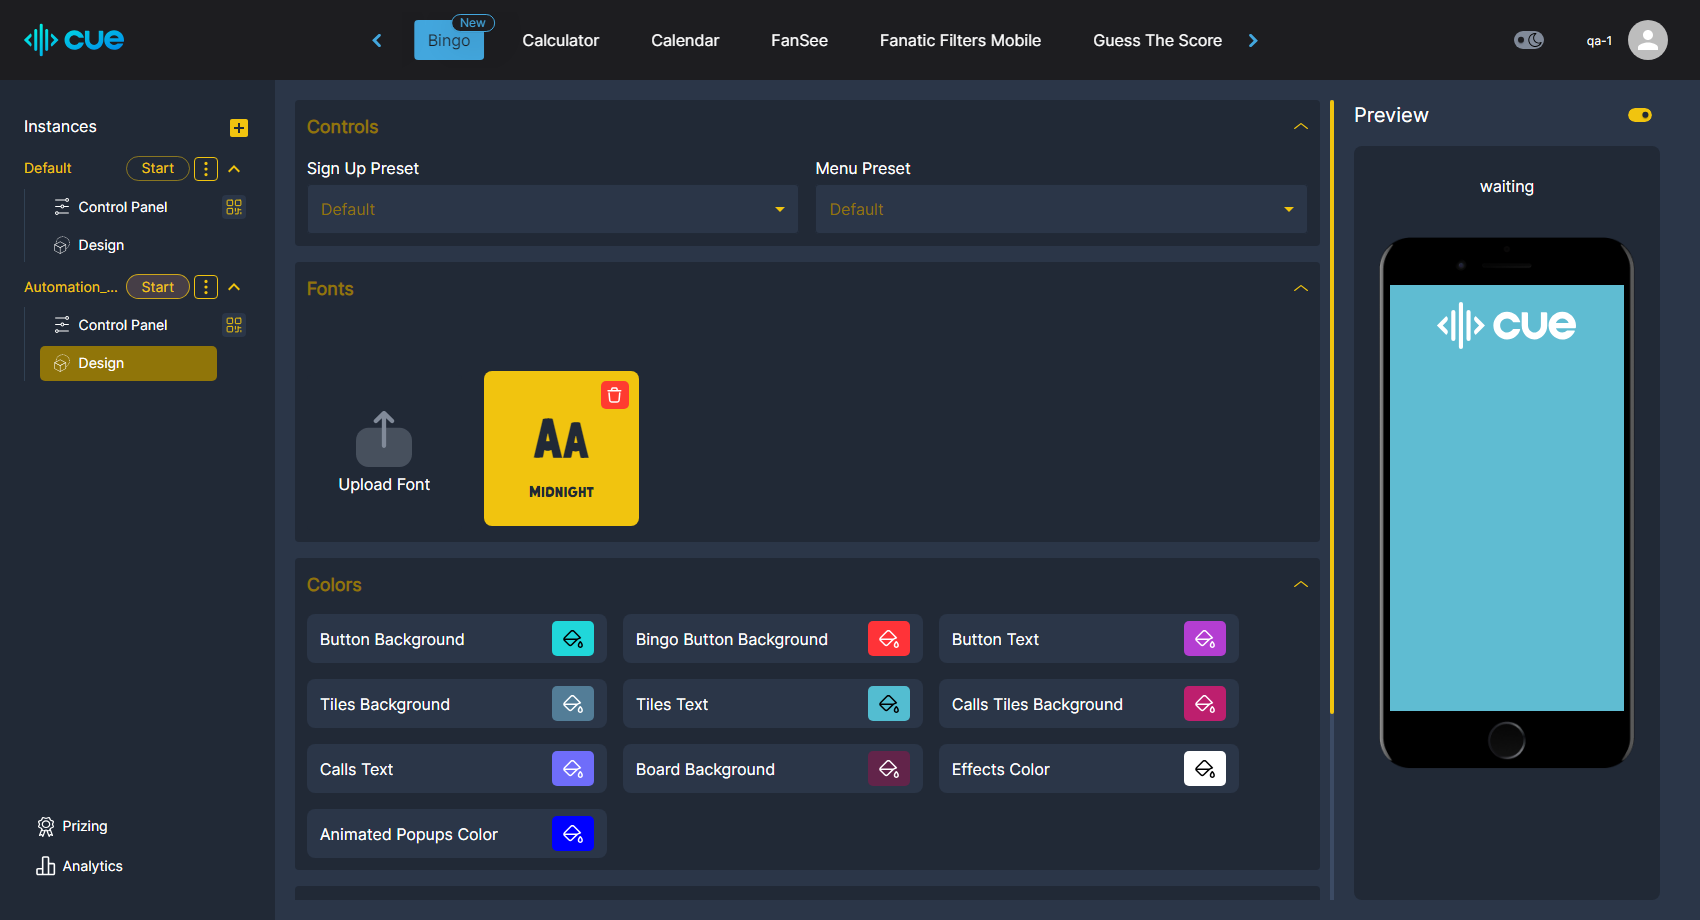 cue
New
Bingo
Calculator
Calendar
FanSee
Fanatic Filters Mobile
Guess The Score
qa-1
Instances
Default
Start
Control Panel
Design
Automation_...
Start
Control Panel
Design
Prizing
Analytics
Controls
Sign Up Preset
Menu Preset
Default
Default
Fonts
Upload Font
AA
MIDNIGHT
Colors
Button Background
Bingo Button Background
Button Text
Tiles Background
Tiles Text
Calls Tiles Background
Calls Text
Board Background
Effects Color
Animated Popups Color
Preview
waiting
cue